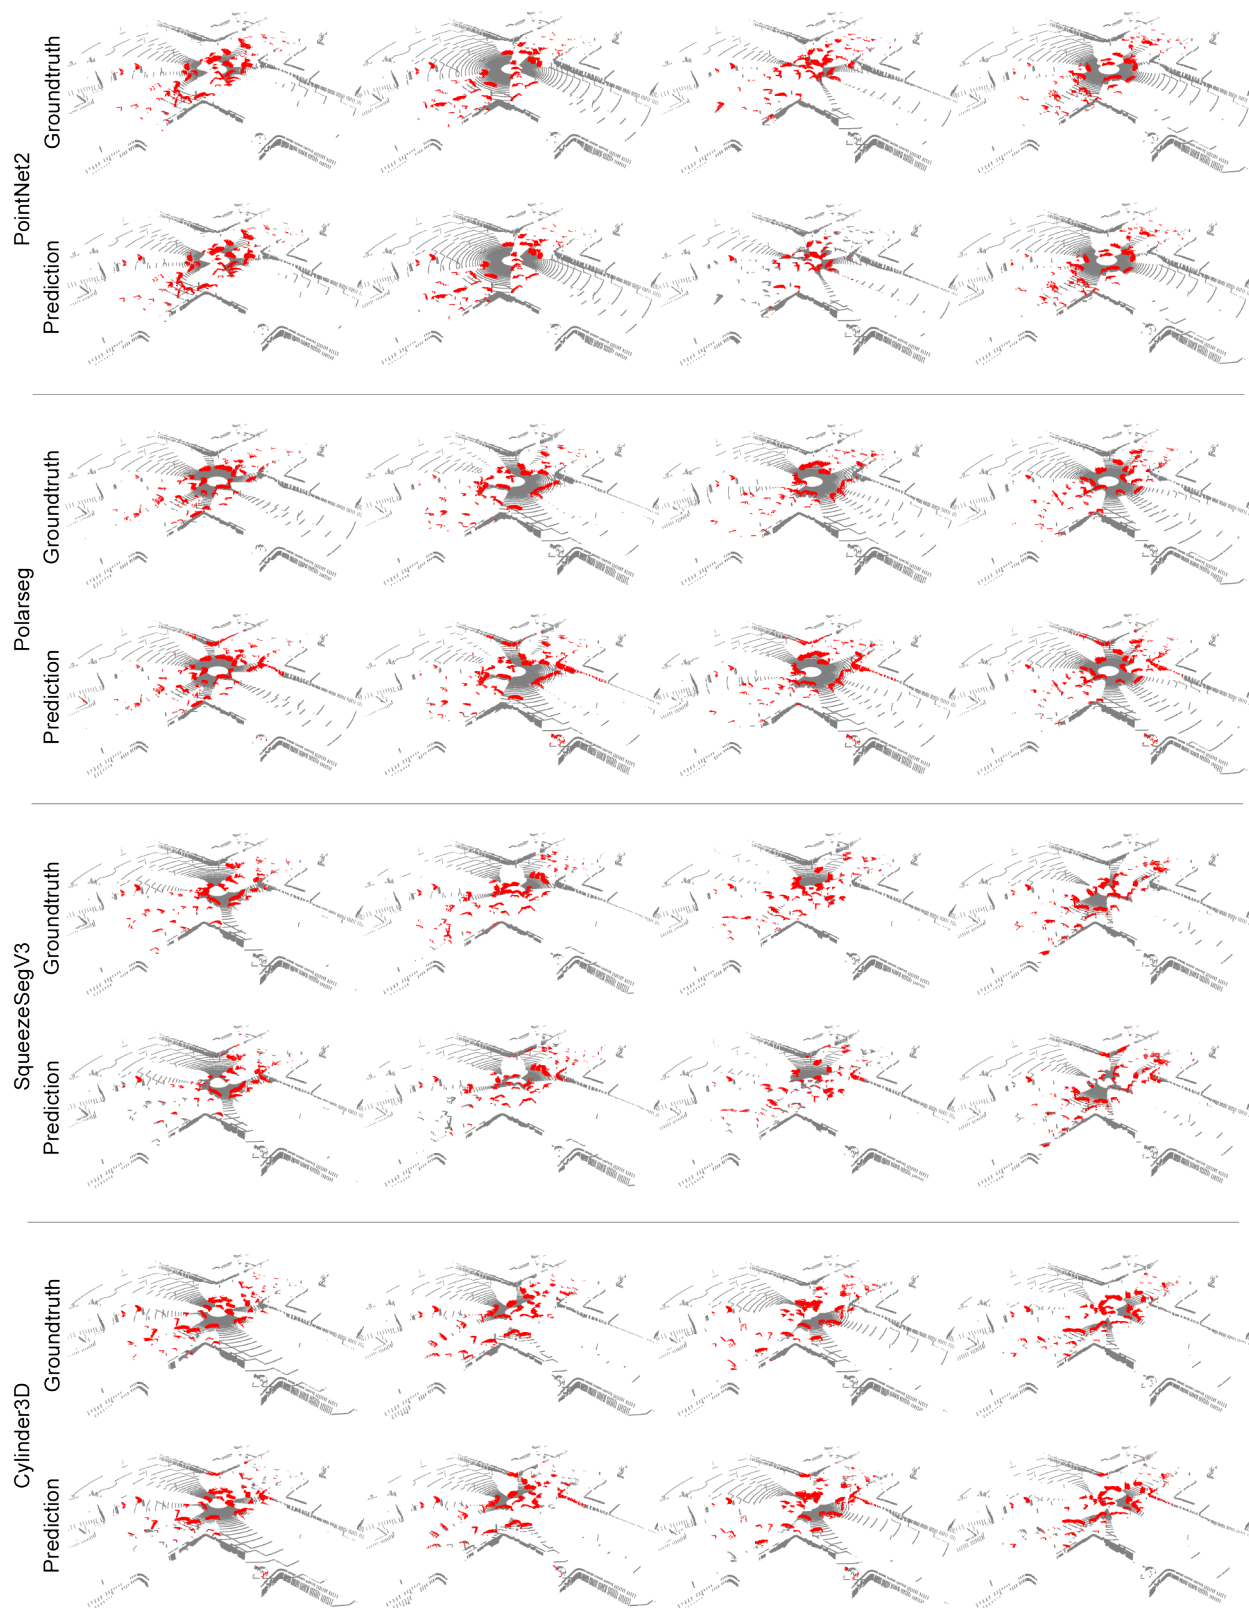 PointNet2
Groundtruth
Prediction
Polarseg
Groundtruth
Prediction
SqueezeSegV3
Groundtruth
Prediction
Cylinder3D
Groundtruth
Prediction